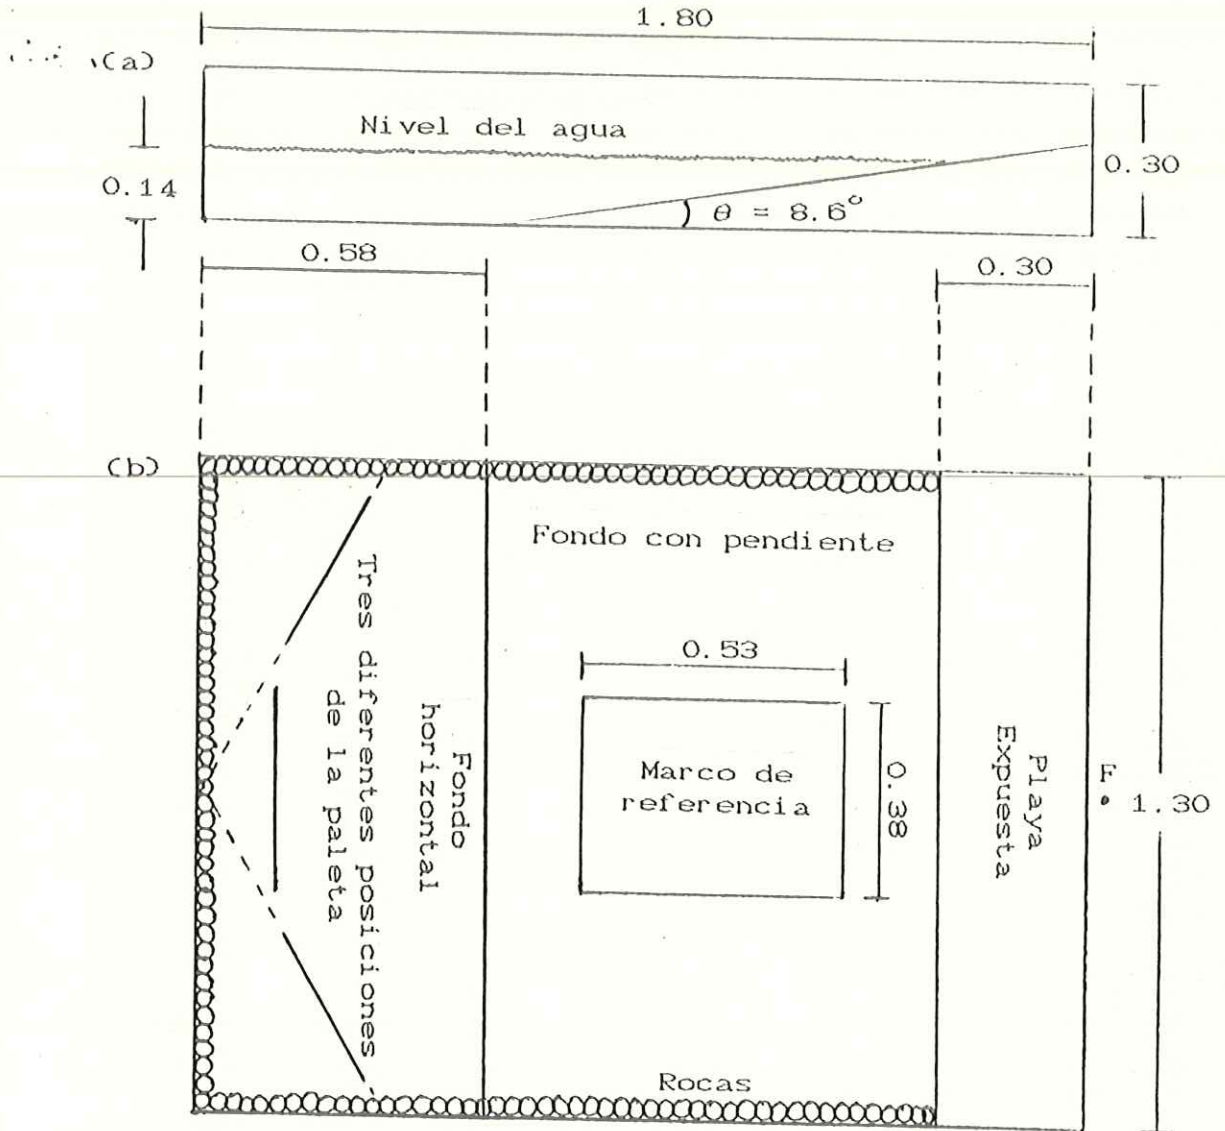 1.80
(a)
Nivel del agua
0.14
0.30
θ = 8.6°
0.58
0.30
(b)
Fondo con pendiente
Tres diferentes posiciones
de la paleta
Fondo
horizontal
0.53
Marco de
referencia
0.38
Playa
Expuesta
F
1.30
Rocas